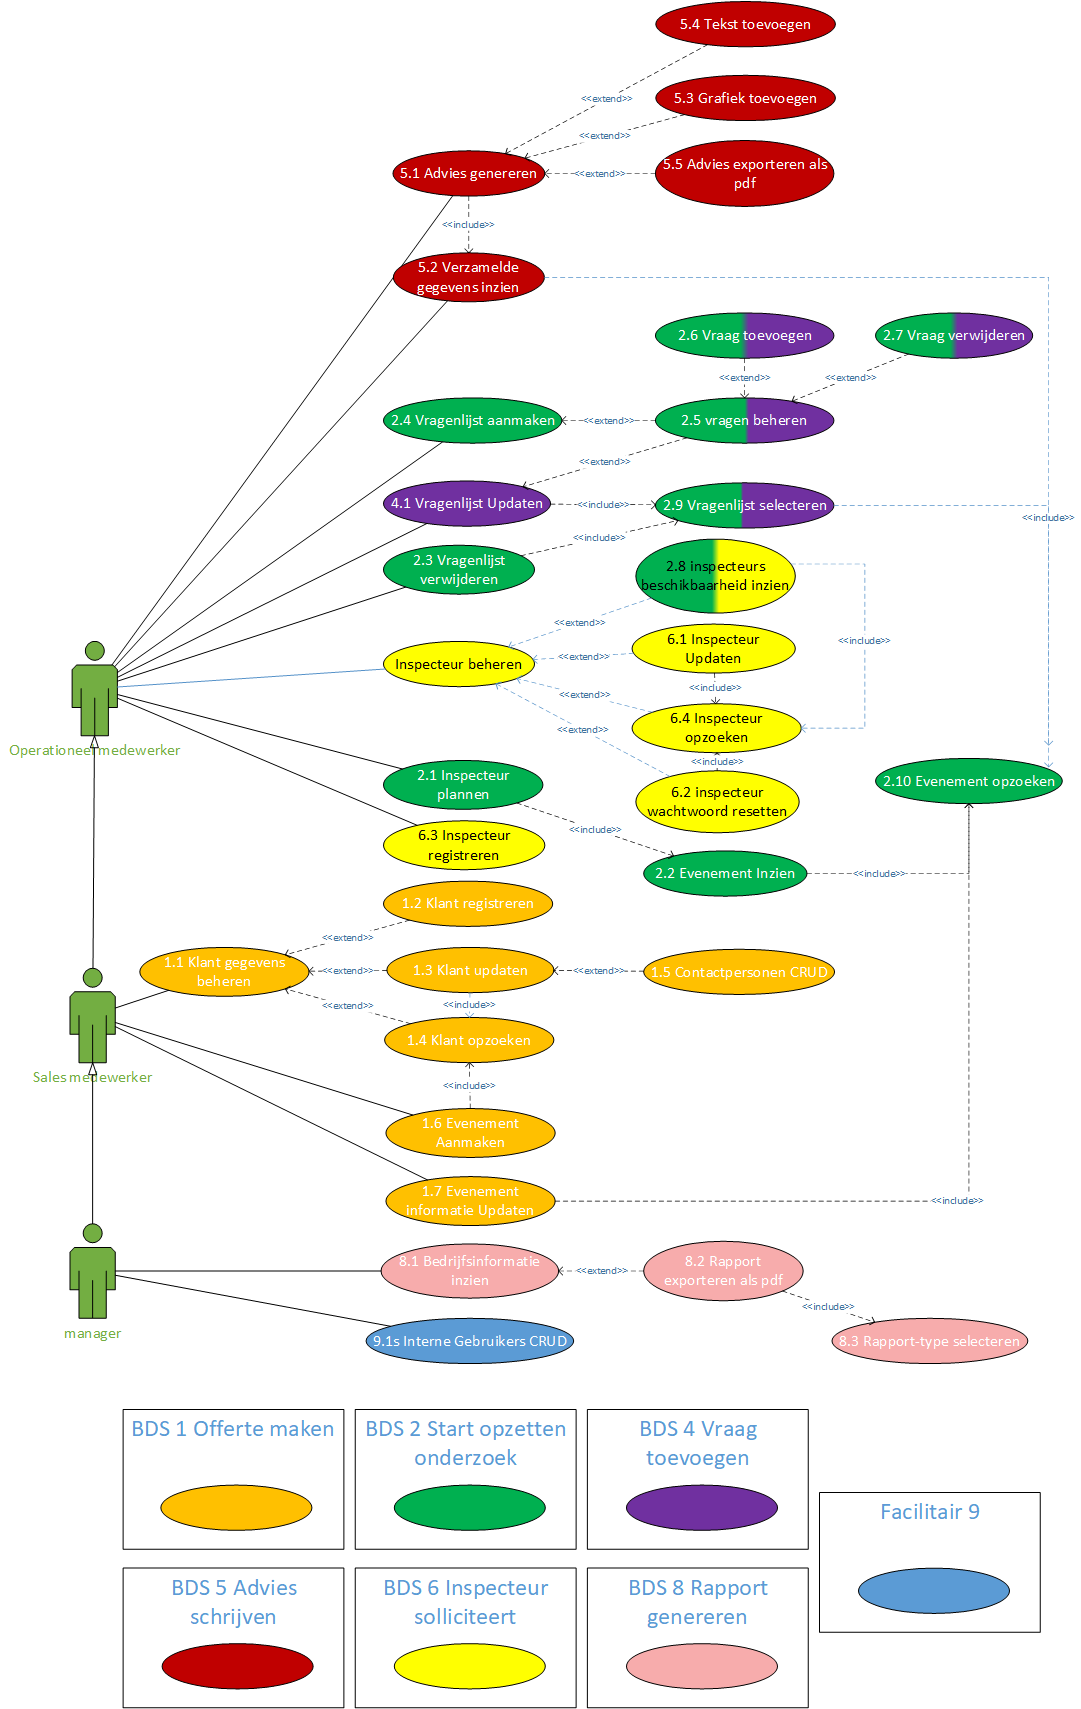 5.4 Tekst toevoegen
<<extend>>
5.3 Grafiek toevoegen
<<extend>>
5.1 Advies genereren
<<extend>>
5.5 Advies exporteren als
pdf
<<include>>
5.2 Verzamelde
gegevens inzien
2.6 Vraag toevoegen
2.7 Vraag verwijderen
<<extend>>
<<extend>>
2.4 Vragenlijst aanmaken
<<extend>>
2.5 vragen beheren
<<extend>>
4.1 Vragenlijst Updaten
<<include>>
2.9 Vragenlijst selecteren
<<include>>
<<include>>
2.3 Vragenlijst
verwijderen
2.8 inspecteurs
beschikbaarheid inzien
<<extend>>
Inspecteur beheren
<<extend>>
6.1 Inspecteur
Updaten
<<include>>
<<include>>
<<extend>>
6.4 Inspecteur
opzoeken
<<extend>>
<<include>>
Operationeel medewerker
2.1 Inspecteur
plannen
6.2 inspecteur
wachtwoord resetten
2.10 Evenement opzoeken
<<include>>
6.3 Inspecteur
registreren
2.2 Evenement Inzien
<<include>>
1.2 Klant registreren
<<extend>>
1.1 Klant gegevens
beheren
<<extend>>
1.3 Klant updaten
<<extend>>
1.5 Contactpersonen CRUD
<<extend>>
<<include>>
1.4 Klant opzoeken
Sales medewerker
<<include>>
1.6 Evenement
Aanmaken
1.7 Evenement
informatie Updaten
<<include>>
8.1 Bedrijfsinformatie
inzien
<<extend>>
8.2 Rapport
exporteren als pdf
<<include>>
manager
9.1s Interne Gebruikers CRUD
8.3 Rapport-type selecteren
BDS 1 Offerte maken
BDS 2 Start opzetten
onderzoek
BDS 4 Vraag
toevoegen
Facilitair 9
BDS 5 Advies
schrijven
BDS 6 Inspecteur
solliciteert
BDS 8 Rapport
genereren